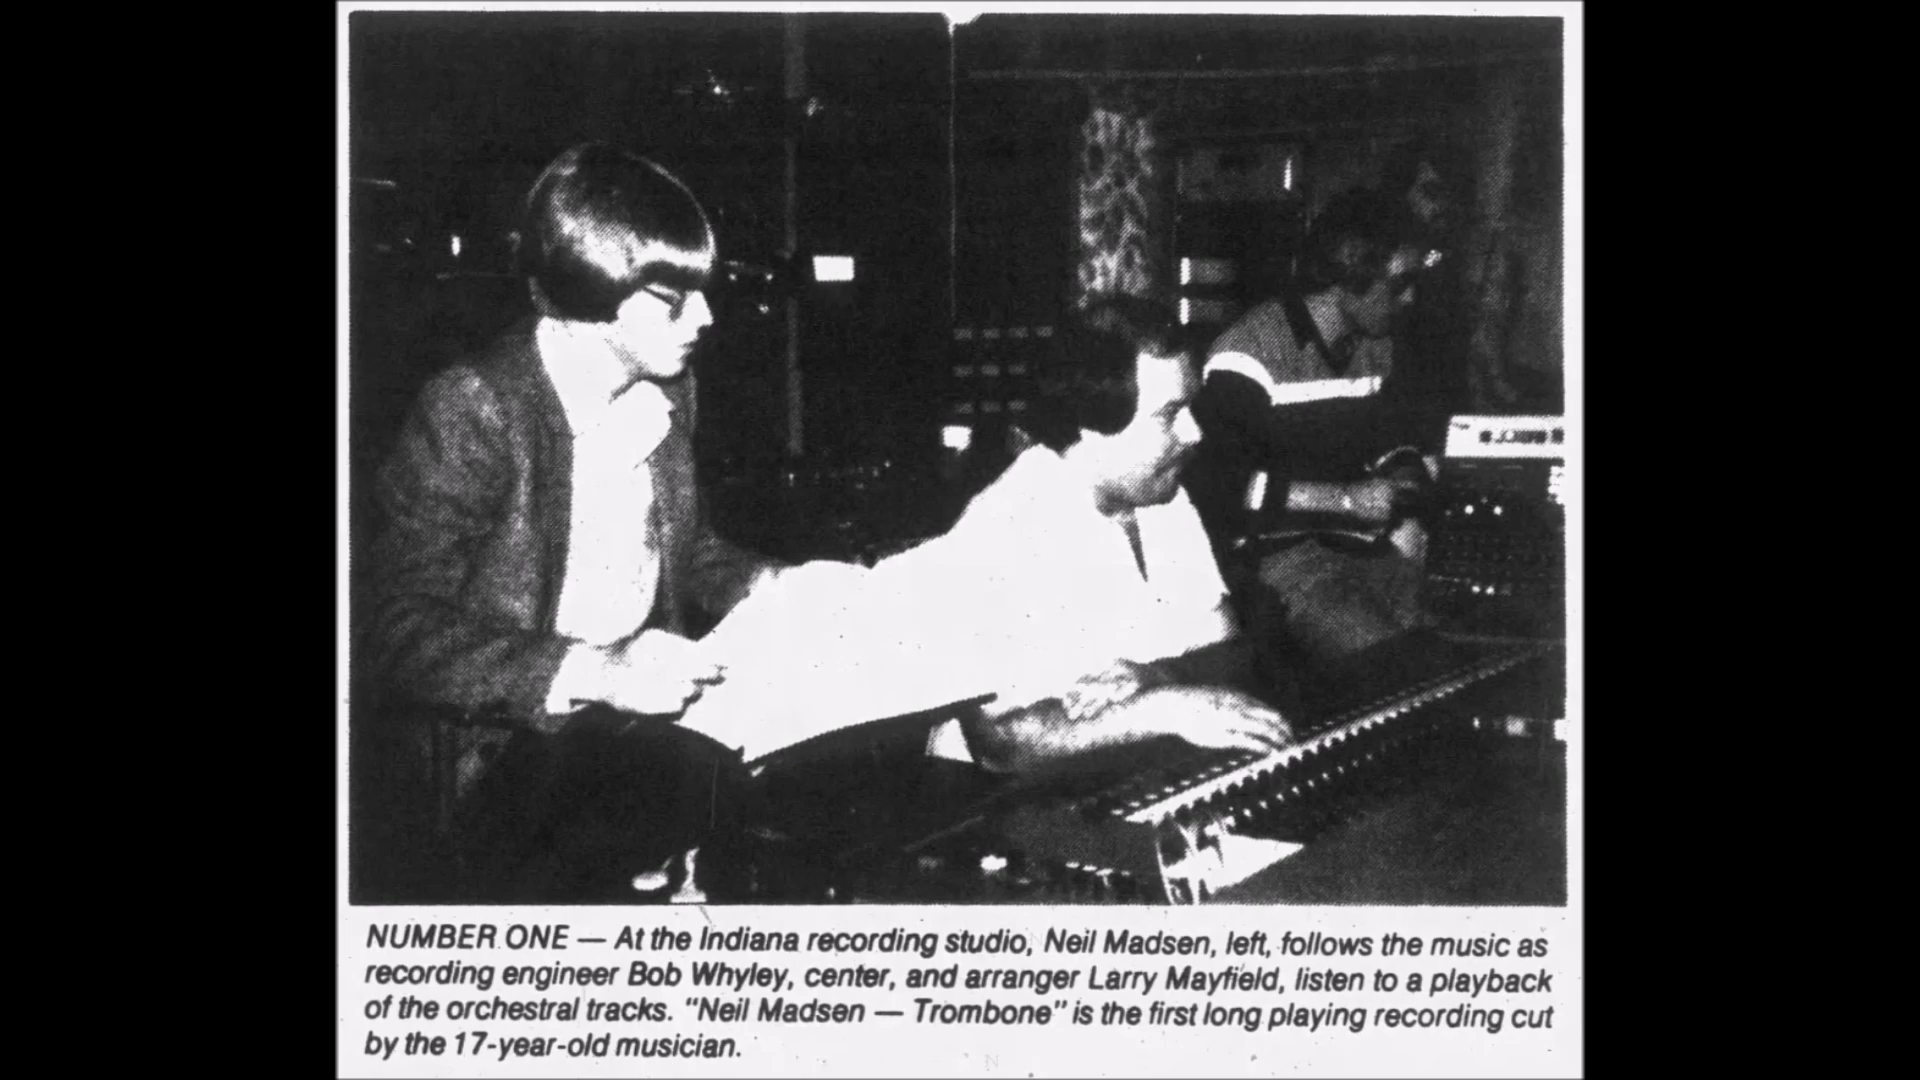 NUMBER ONE — At the Indiana recording studio, Neil Madsen, left, follows the music as
recording engineer Bob Whyley, center, and arranger Larry Mayfield, listen to a playback
of the orchestral tracks. “Neil Madsen — Trombone” is the first long playing recording cut
by the 17-year-old musician.